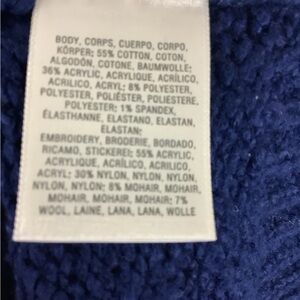 BODY, CORPS, CUERPO, CORPO,
KÖRPER: 55% COTTON, COTON,
ALGODÓN, COTONE, BAUMWOLLE;
36% ACRYLIC, ACRYLIQUE, ACRÍLICO,
ACRILICO, ACRYL; 8% POLYESTER,
POLYESTER, POLIÉSTER, POLIESTERE,
POLYESTER; 1% SPANDEX,
ÉLASTHANNE, ELASTANO, ELASTAN,
ELASTAN;
EMBROIDERY, BRODERIE, BORDADO,
RICAMO, STICKEREI: 55% ACRYLIC,
ACRYLIQUE, ACRÍLICO, ACRILICO,
ACRYL; 30% NYLON, NYLON, NYLON,
NYLON, NYLON; 8% MOHAIR, MOHAIR,
MOHAIR, MOHAIR, MOHAIR; 7%
WOOL, LAINE, LANA, LANA, WOLLE